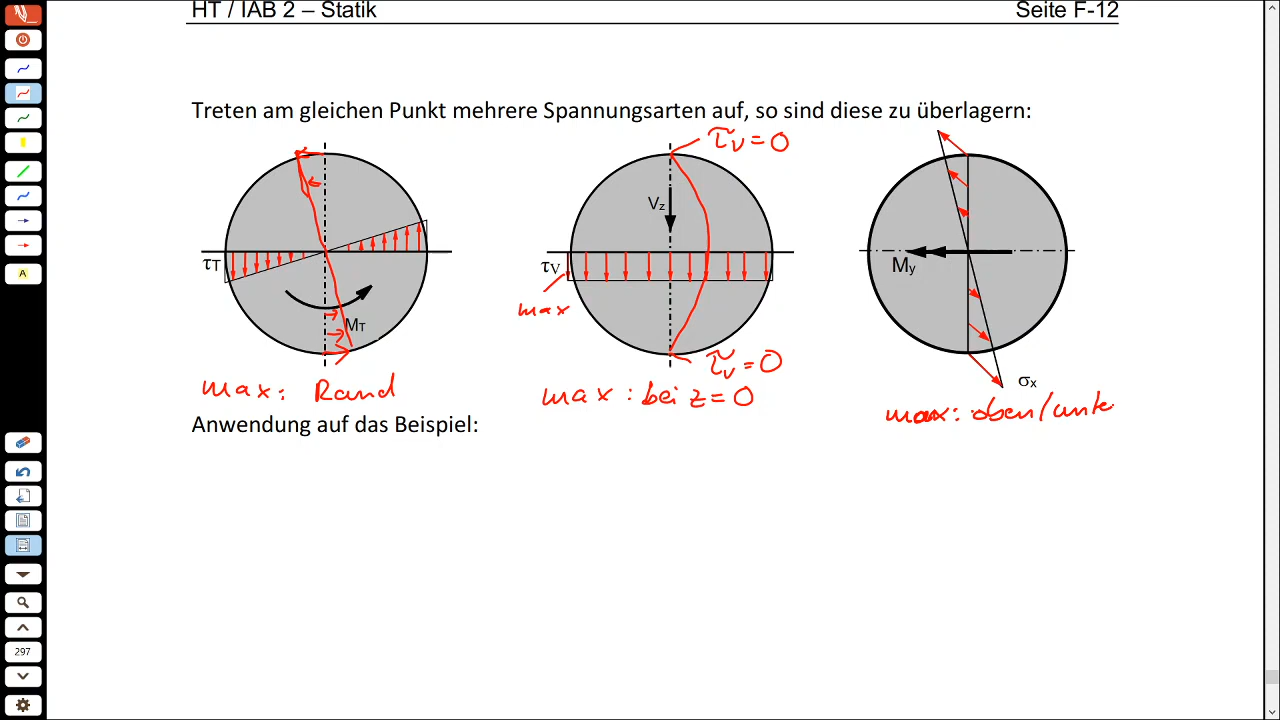 HT / IAB 2 – Statik Seite F-12
Treten am gleichen Punkt mehrere Spannungsarten auf, so sind diese zu überlagern:
τv = 0
Vz
τT
τV
My
max
MT
τv = 0
σx
max: Rand
max: bei z = 0
max: oben/unte
Anwendung auf das Beispiel:
A
297